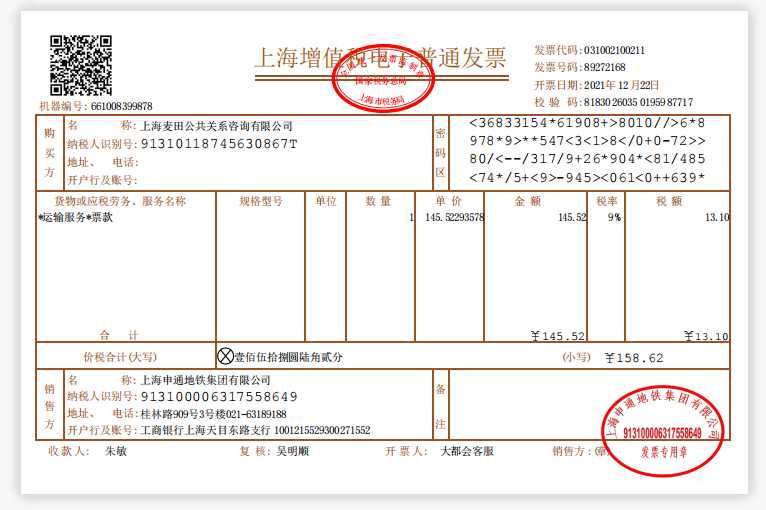 上海增值税电子普通发票
全国统一发票监制章
国家税务总局
上海市税务局
发票代码:031002100211
发票号码:89272168
开票日期:2021年 12 月22日
校 验 码:81830 26035 01959 87717
机器编号: 661008399878
购买方
名 称: 上海麦田公共关系咨询有限公司
纳税人识别号: 91310118745630867T
地址、 电话:
开户行及账号:
密码区
<36833154*61908+>8010//>6*8
978*9>**547<3<1>8</0+0-72>>
80/<--/317/9+26*904*<81/485
<74*/5+<9>-945><061<0++639*
货物或应税劳务、服务名称 规格型号 单位 数 量 单 价 金 额 税率 税 额
*运输服务*票款 1 145.52293578 145.52 9% 13.10
合 计 ￥145.52 ￥13.10
价税合计(大写) 壹佰伍拾捌圆陆角贰分 (小写) ￥158.62
销售方
名 称: 上海申通地铁集团有限公司
纳税人识别号: 913100006317558649
地址、 电话: 桂林路909号3号楼021-63189188
开户行及账号: 工商银行上海天目东路支行 1001215529300271552
备注
上海申通地铁集团有限公司
913100006317558649
发票专用章
收 款 人: 朱敏 复 核: 吴明顺 开 票 人: 大都会客服 销售方 : (章)